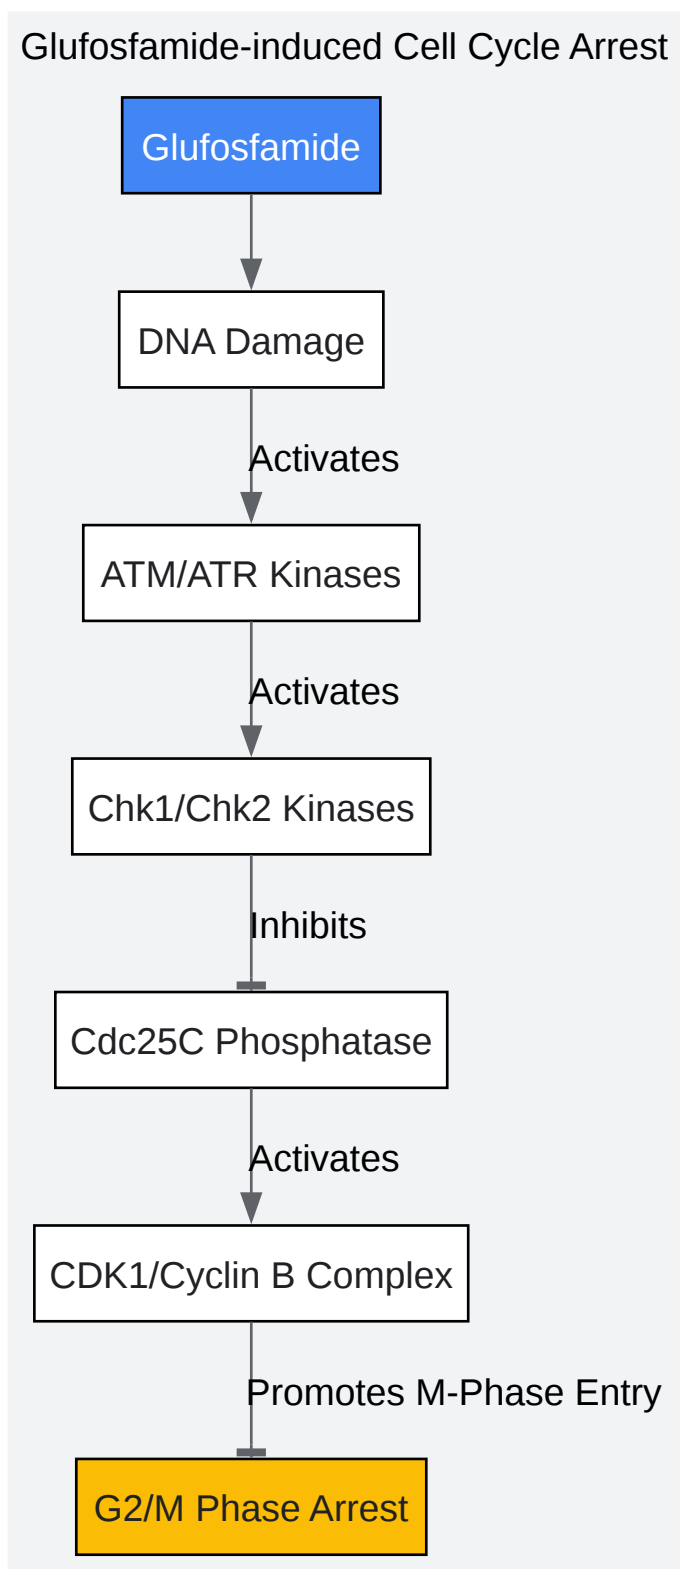 Glufosfamide-induced Cell Cycle Arrest
Glufosfamide
DNA Damage
Activates
ATM/ATR Kinases
Activates
Chk1/Chk2 Kinases
Inhibits
Cdc25C Phosphatase
Activates
CDK1/Cyclin B Complex
Promotes M-Phase Entry
G2/M Phase Arrest